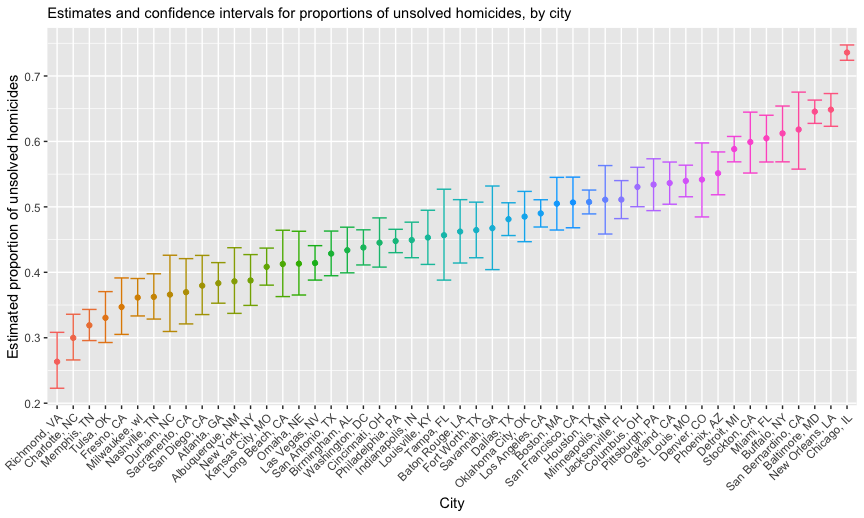 Estimates and confidence intervals for proportions of unsolved homicides, by city
Estimated proportion of unsolved homicides
0.7
0.6
0.5
0.4
0.3
0.2
Richmond, VA
Charlotte, NC
Memphis, TN
Tulsa, OK
Fresno, CA
Milwaukee, wI
Nashville, TN
Durham, NC
Sacramento, CA
San Diego, CA
Atlanta, GA
Albuquerque, NM
New York, NY
Kansas City, MO
Long Beach, CA
Omaha, NE
Las Vegas, NV
San Antonio, TX
Birmingham, AL
Washington, DC
Cincinnati, OH
Philadelphia, PA
Indianapolis, IN
Louisville, KY
Tampa, FL
Baton Rouge, LA
Fort Worth, TX
Savannah, GA
Dallas, TX
Oklahoma City, OK
Los Angeles, CA
Boston, MA
San Francisco, CA
Houston, TX
Minneapolis, MN
Jacksonville, FL
Columbus, OH
Pittsburgh, PA
Oakland, CA
St. Louis, MO
Denver, CO
Phoenix, AZ
Detroit, MI
Stockton, CA
Miami, FL
Buffalo, NY
San Bernardino, CA
Baltimore, MD
New Orleans, LA
Chicago, IL
City